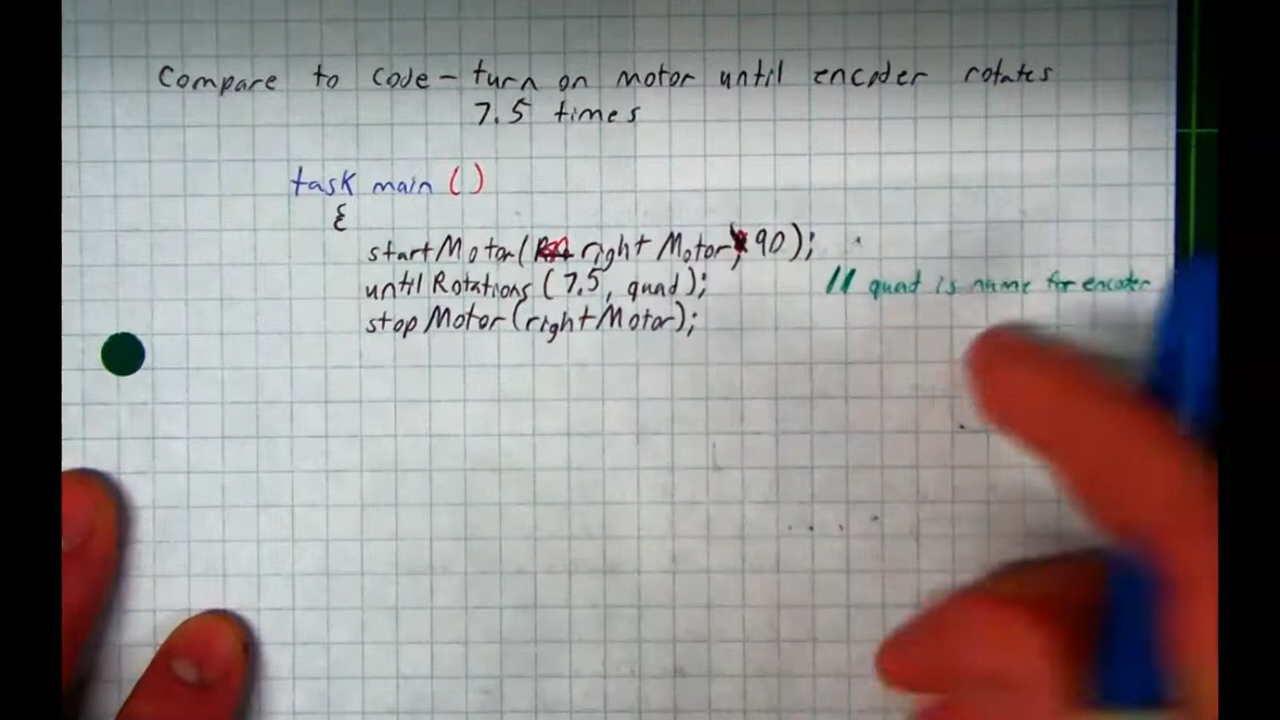 Compare to code - turn on motor until encoder rotates
7.5 times
task main ()
{
startMotor( rightMotor, 90);
untilRotations (7.5, quad); // quad is name for encoder
stopMotor(rightMotor);